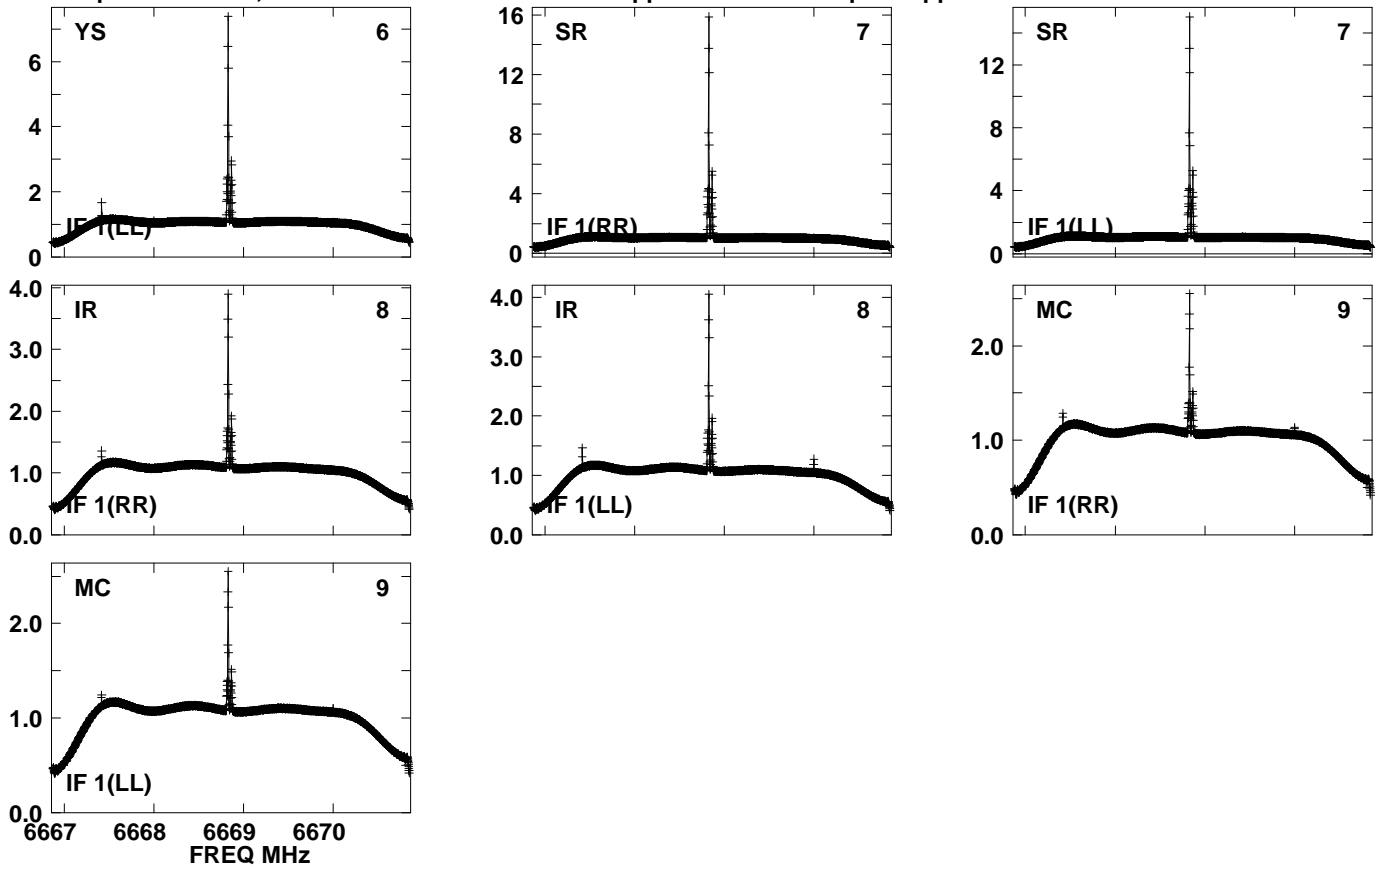 YS 6 SR 7 SR 7
6 16 12
4 12 8
2 8 4
0 4 0
0
IF 1(LL) IF 1(RR) IF 1(LL)
IR 8 IR 8 MC 9
4.0 4.0 2.0
3.0 3.0 1.0
2.0 2.0 0.0
1.0 1.0
0.0 0.0
IF 1(RR) IF 1(LL) IF 1(RR)
MC 9
2.0
1.0
0.0
IF 1(LL)
6667 6668 6669 6670
FREQ MHz